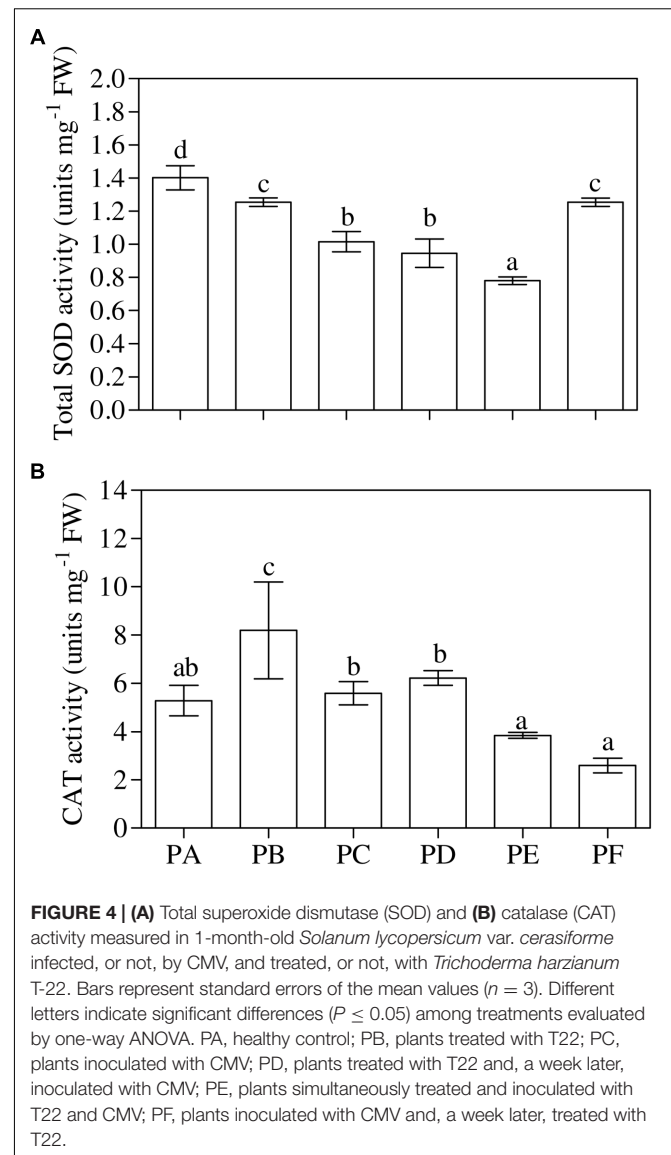 A
Total SOD activity (units mg-1 FW)
2.0
1.8
1.6
1.4
1.2
1.0
0.8
0.6
0.4
0.2
0.0
d
c
b
b
a
c
B
CAT activity (units mg-1 FW)
14
12
10
8
6
4
2
0
ab
c
b
b
a
a
PA PB PC PD PE PF
FIGURE 4 | (A) Total superoxide dismutase (SOD) and (B) catalase (CAT)
activity measured in 1-month-old Solanum lycopersicum var. cerasiforme
infected, or not, by CMV, and treated, or not, with Trichoderma harzianum
T-22. Bars represent standard errors of the mean values (n = 3). Different
letters indicate significant differences (P ≤ 0.05) among treatments evaluated
by one-way ANOVA. PA, healthy control; PB, plants treated with T22; PC,
plants inoculated with CMV; PD, plants treated with T22 and, a week later,
inoculated with CMV; PE, plants simultaneously treated and inoculated with
T22 and CMV; PF, plants inoculated with CMV and, a week later, treated with
T22.